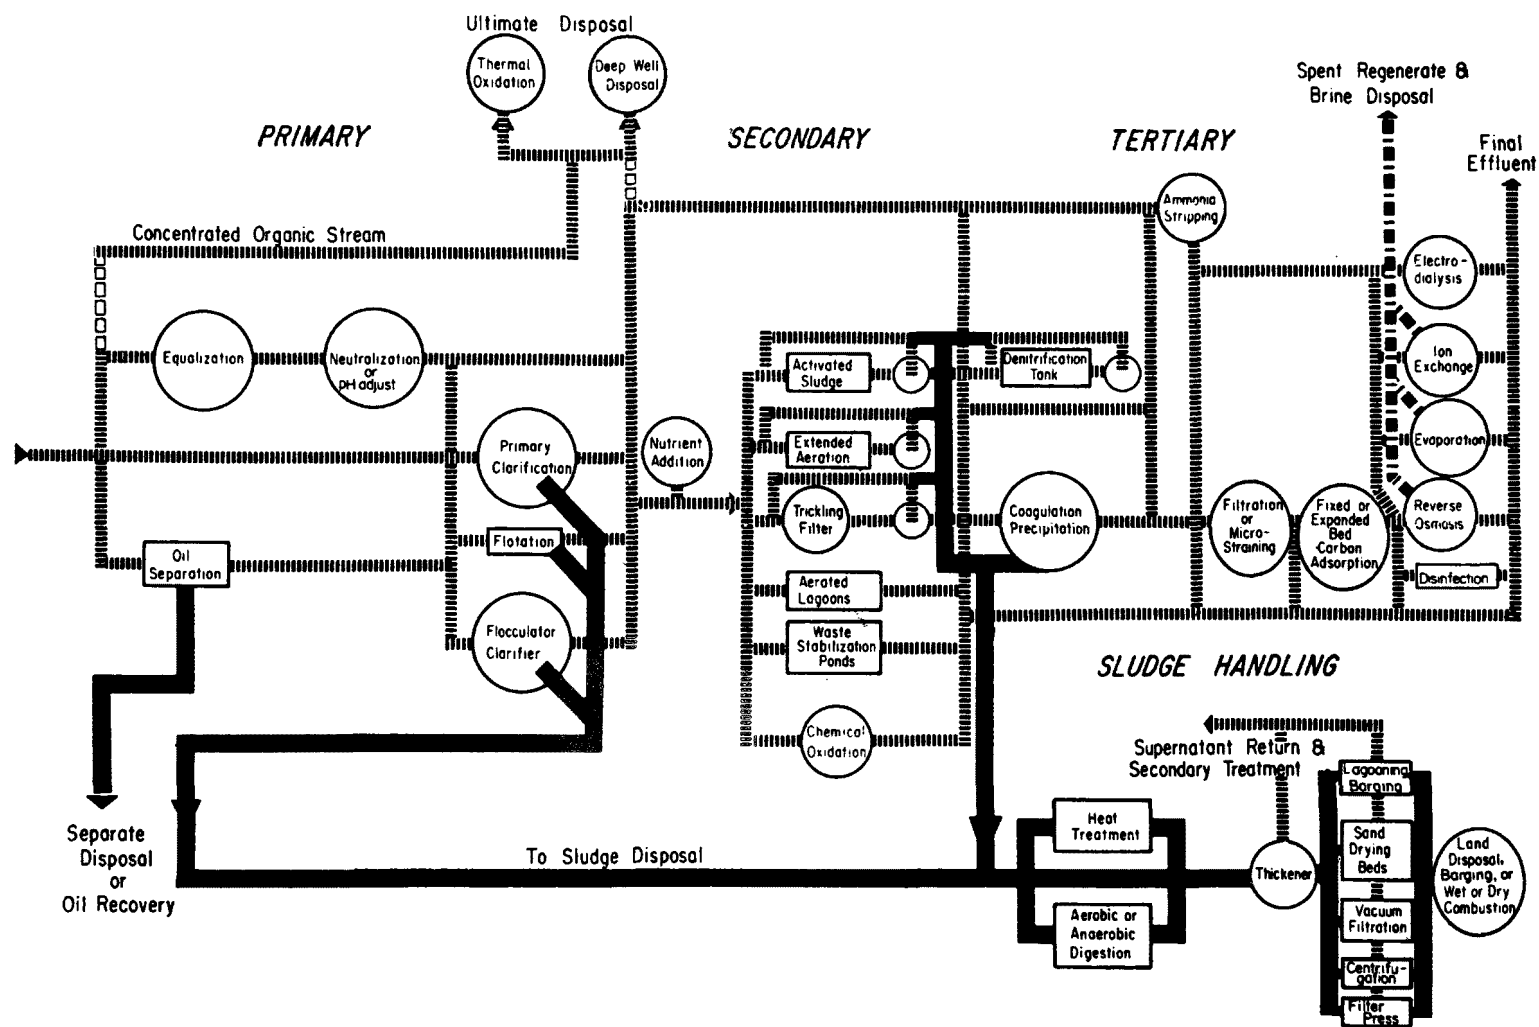 Ultimate Disposal
Thermal
Oxidation
Deep Well
Disposal
PRIMARY
SECONDARY
TERTIARY
Spent Regenerate &
Brine Disposal
Final
Effluent
Concentrated Organic Stream
Ammonia
Stripping
Electro-
dialysis
Equalization
Neutralization
or
pH adjust
Activated
Sludge
Denitrification
Tank
Ion
Exchange
Primary
Clarification
Nutrient
Addition
Extended
Aeration
Evaporation
Trickling
Filter
Coagulation
Precipitation
Filtration
or
Micro-
Straining
Fixed or
Expanded
Bed
Carbon
Adsorption
Reverse
Osmosis
Oil
Separation
Flotation
Disinfection
Aerated
Lagoons
Flocculator
Clarifier
Waste
Stabilization
Ponds
SLUDGE HANDLING
Chemical
Oxidation
Supernatant Return &
Secondary Treatment
Lagooning
Barging
Separate
Disposal
or
Oil Recovery
To Sludge Disposal
Heat
Treatment
Thickener
Sand
Drying
Beds
Land
Disposal,
Barging, or
Wet or Dry
Combustion
Aerobic or
Anaerobic
Digestion
Vacuum
Filtration
Centrifu-
gation
Filter
Press